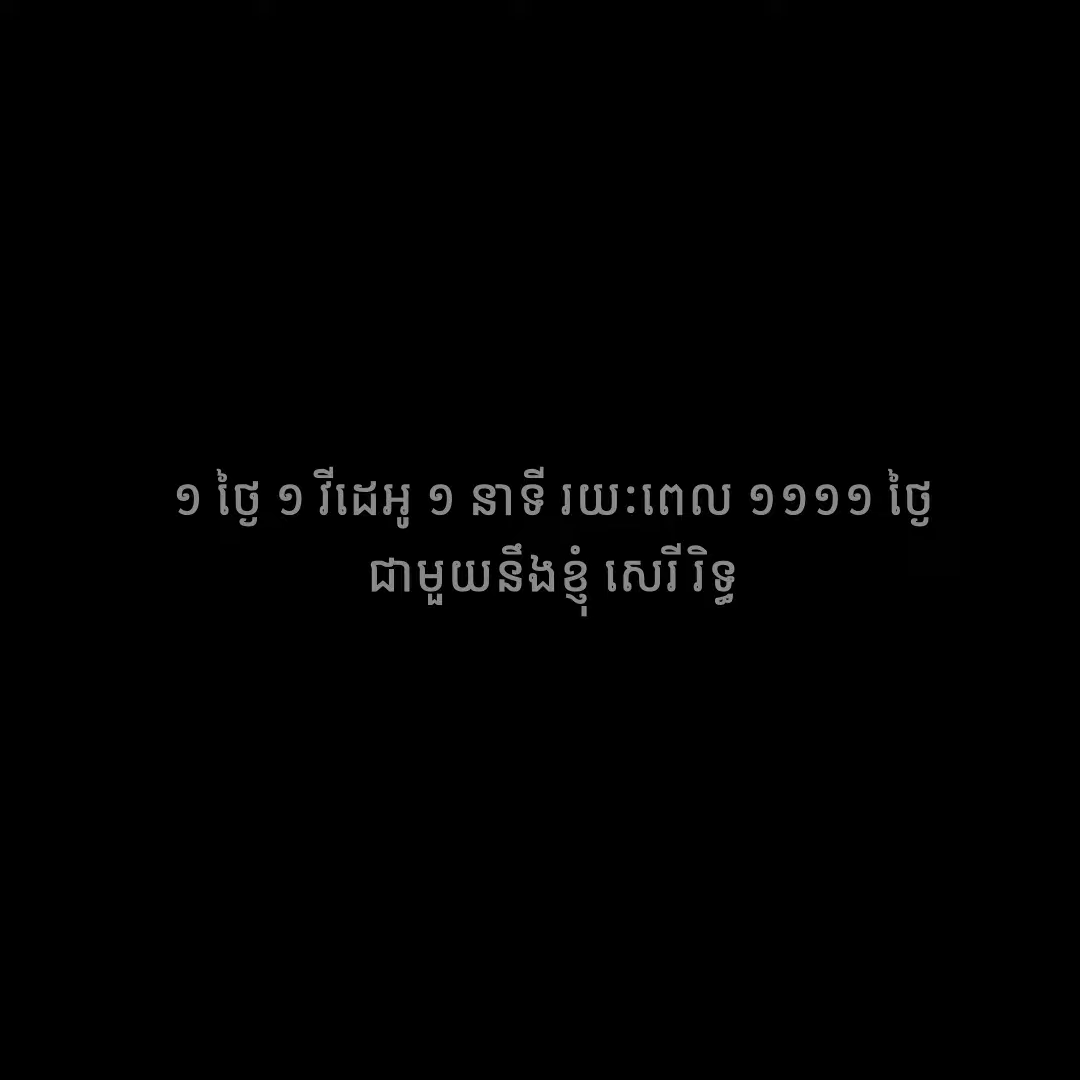 ១ ថ្ងៃ ១ វីដេអូ ១ នាទី រយៈពេល ១១១១ ថ្ងៃ
ជាមួយនឹងខ្ញុំ សេរី រិទ្ធ